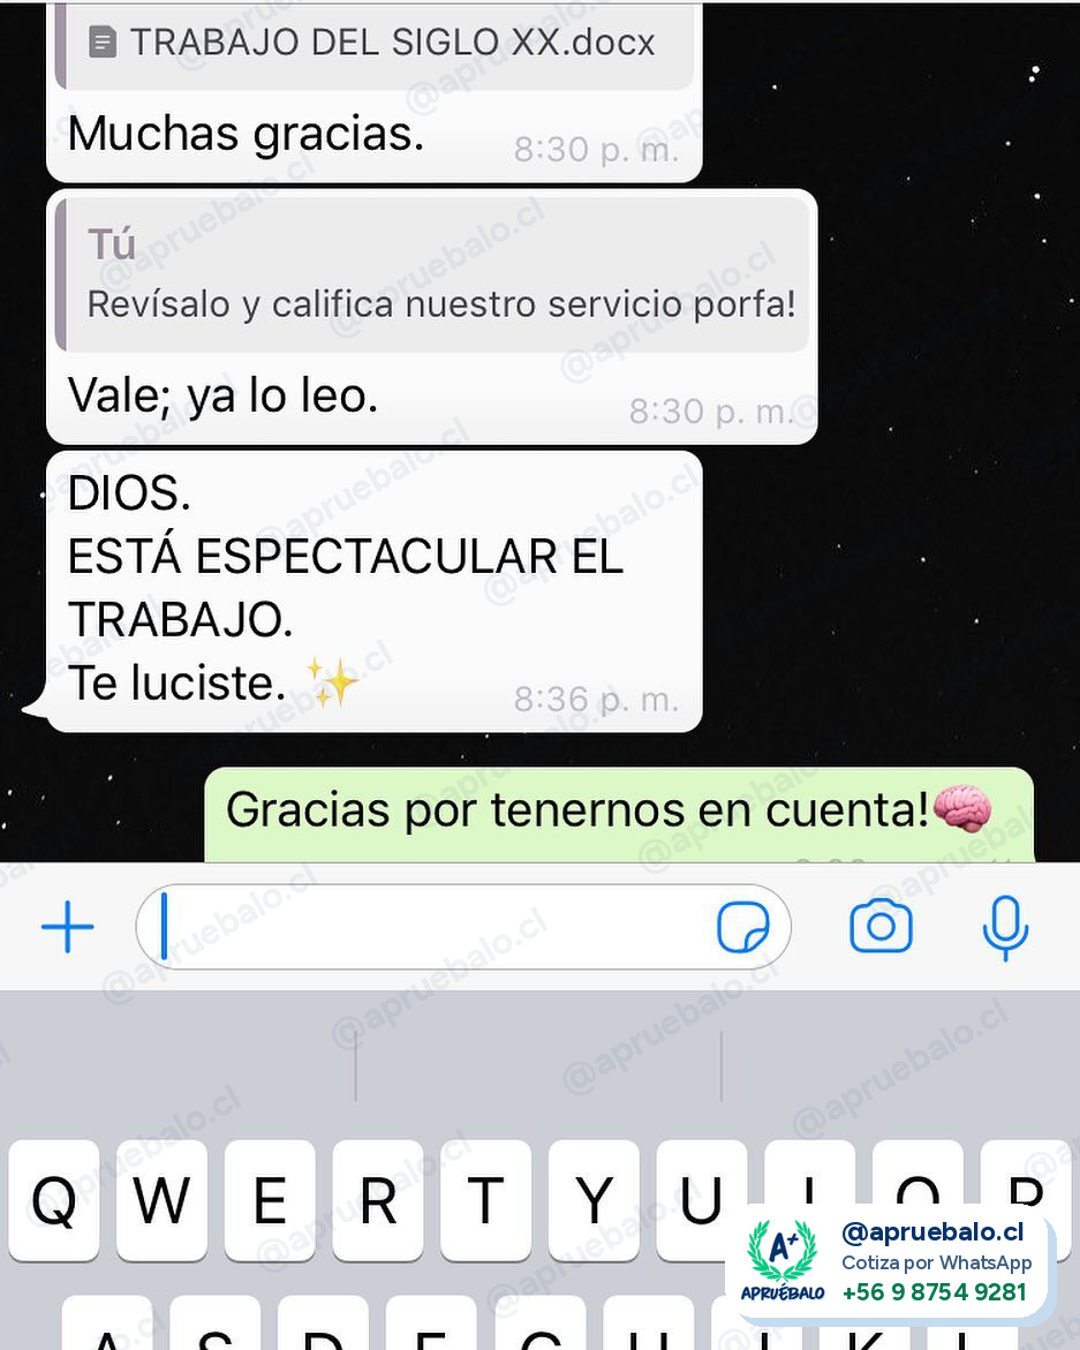 TRABAJO DEL SIGLO XX.docx
Muchas gracias.
8:30 p. m.
Tú
Revísalo y califica nuestro servicio porfa!
Vale; ya lo leo.
8:30 p. m.
DIOS.
ESTÁ ESPECTACULAR EL
TRABAJO.
Te luciste. ✨
8:36 p. m.
Gracias por tenernos en cuenta!🧠
Q W E R T Y U I O P
A S D F G H J K L
A+
APRUÉBALO
@apruebalo.cl
Cotiza por WhatsApp
+56 9 8754 9281